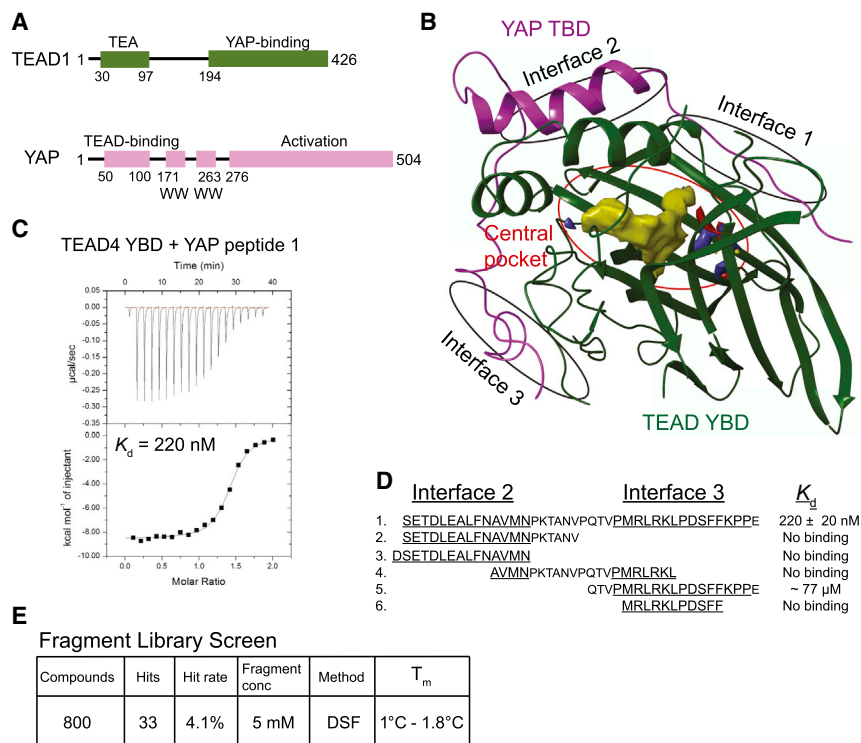 A
TEA YAP-binding
TEAD1 1 426
30 97 194
TEAD-binding Activation
YAP 1 504
50 100 171 263 276
WW WW
B
YAP TBD
Interface 2
Interface 1
Central
pocket
Interface 3
TEAD YBD
C
TEAD4 YBD + YAP peptide 1
Time (min)
0 10 20 30 40
0.05
0.00
-0.05
-0.10
-0.15
-0.20
-0.25
-0.30
-0.35
µcal/sec
0.00
-2.00
-4.00
-6.00
-8.00
-10.00
kcal mol⁻¹ of injectant
Kd = 220 nM
0.0 0.5 1.0 1.5 2.0
Molar Ratio
D
Interface 2 Interface 3 Kd
1. SETDLEALFNAVMNPKTANVPQTVPMRLRKLPDSFFKPPE 220 ± 20 nM
2. SETDLEALFNAVMNPKTANV No binding
3. DSETDLEALFNAVMN No binding
4. AVMNPKTANVPQTVPMRLRKL No binding
5. QTVPMRLRKLPDSFFKPPE ~ 77 µM
6. MRLRKLPDSFF No binding
E
Fragment Library Screen
Compounds Hits Hit rate Fragment conc Method Tm
800 33 4.1% 5 mM DSF 1°C - 1.8°C